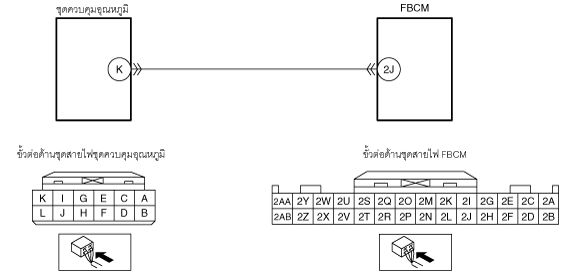 ชุดควบคุมอุณหภูมิ FBCM
K 2J
ขั้วต่อด้านชุดสายไฟชุดควบคุมอุณหภูมิ
K I G E C A
L J H F D B
ขั้วต่อด้านชุดสายไฟ FBCM
2AA 2Y 2W 2U 2S 2Q 2O 2M 2K 2I 2G 2E 2C 2A
2AB 2Z 2X 2V 2T 2R 2P 2N 2L 2J 2H 2F 2D 2B